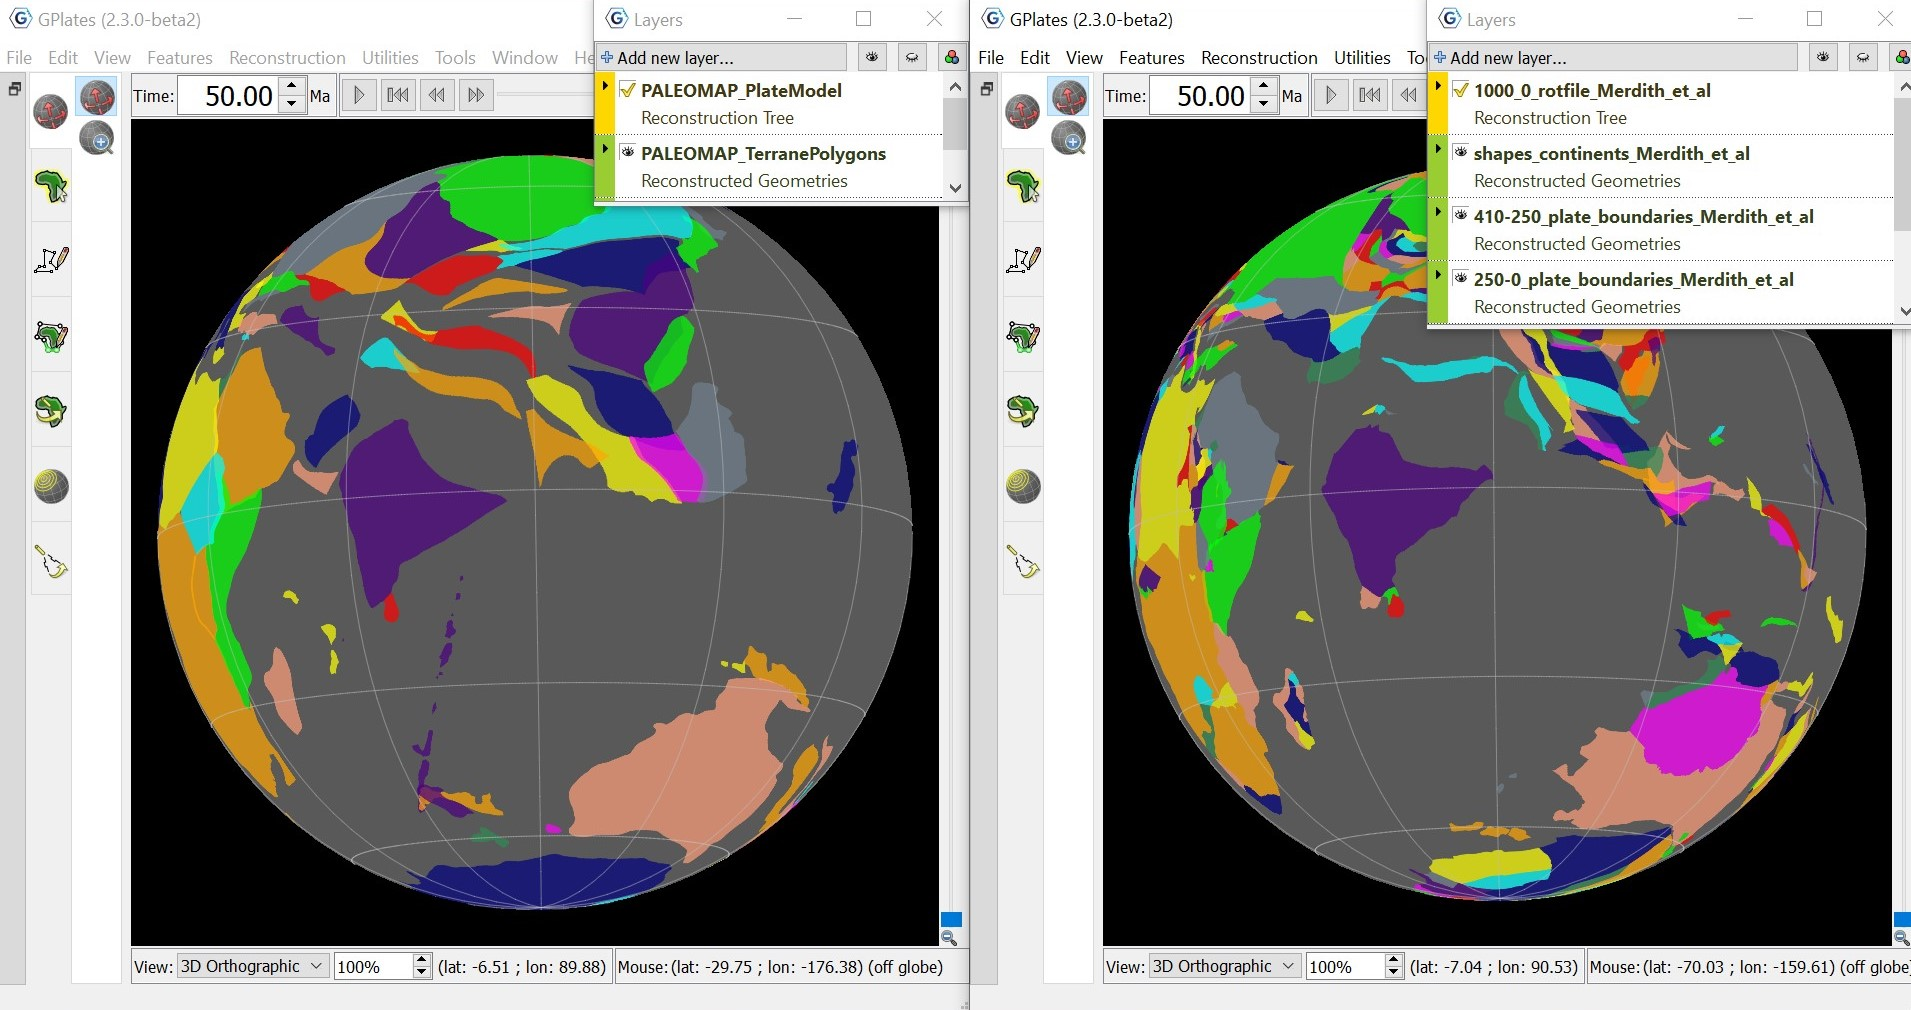 GPlates (2.3.0-beta2)
File Edit View Features Reconstruction Utilities Tools Window He
Time: 50.00 Ma
Layers
Add new layer...
PALEOMAP_PlateModel
Reconstruction Tree
PALEOMAP_TerranePolygons
Reconstructed Geometries
View: 3D Orthographic 100% (lat: -6.51 ; lon: 89.88) Mouse: (lat: -29.75 ; lon: -176.38) (off globe)
GPlates (2.3.0-beta2)
File Edit View Features Reconstruction Utilities To
Time: 50.00 Ma
Layers
Add new layer...
1000_0_rotfile_Merdith_et_al
Reconstruction Tree
shapes_continents_Merdith_et_al
Reconstructed Geometries
410-250_plate_boundaries_Merdith_et_al
Reconstructed Geometries
250-0_plate_boundaries_Merdith_et_al
Reconstructed Geometries
View: 3D Orthographic 100% (lat: -7.04 ; lon: 90.53) Mouse: (lat: -70.03 ; lon: -159.61) (off globe